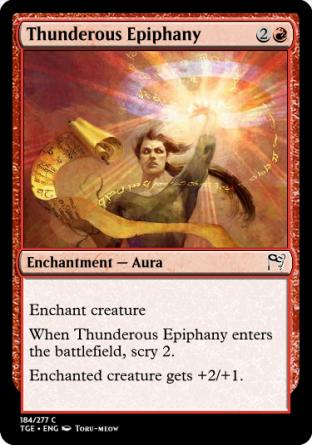 Thunderous Epiphany 2
Enchantment — Aura
Enchant creature
When Thunderous Epiphany enters
the battlefield, scry 2.
Enchanted creature gets +2/+1.
184/277 C
TGE • ENG Toru-meow